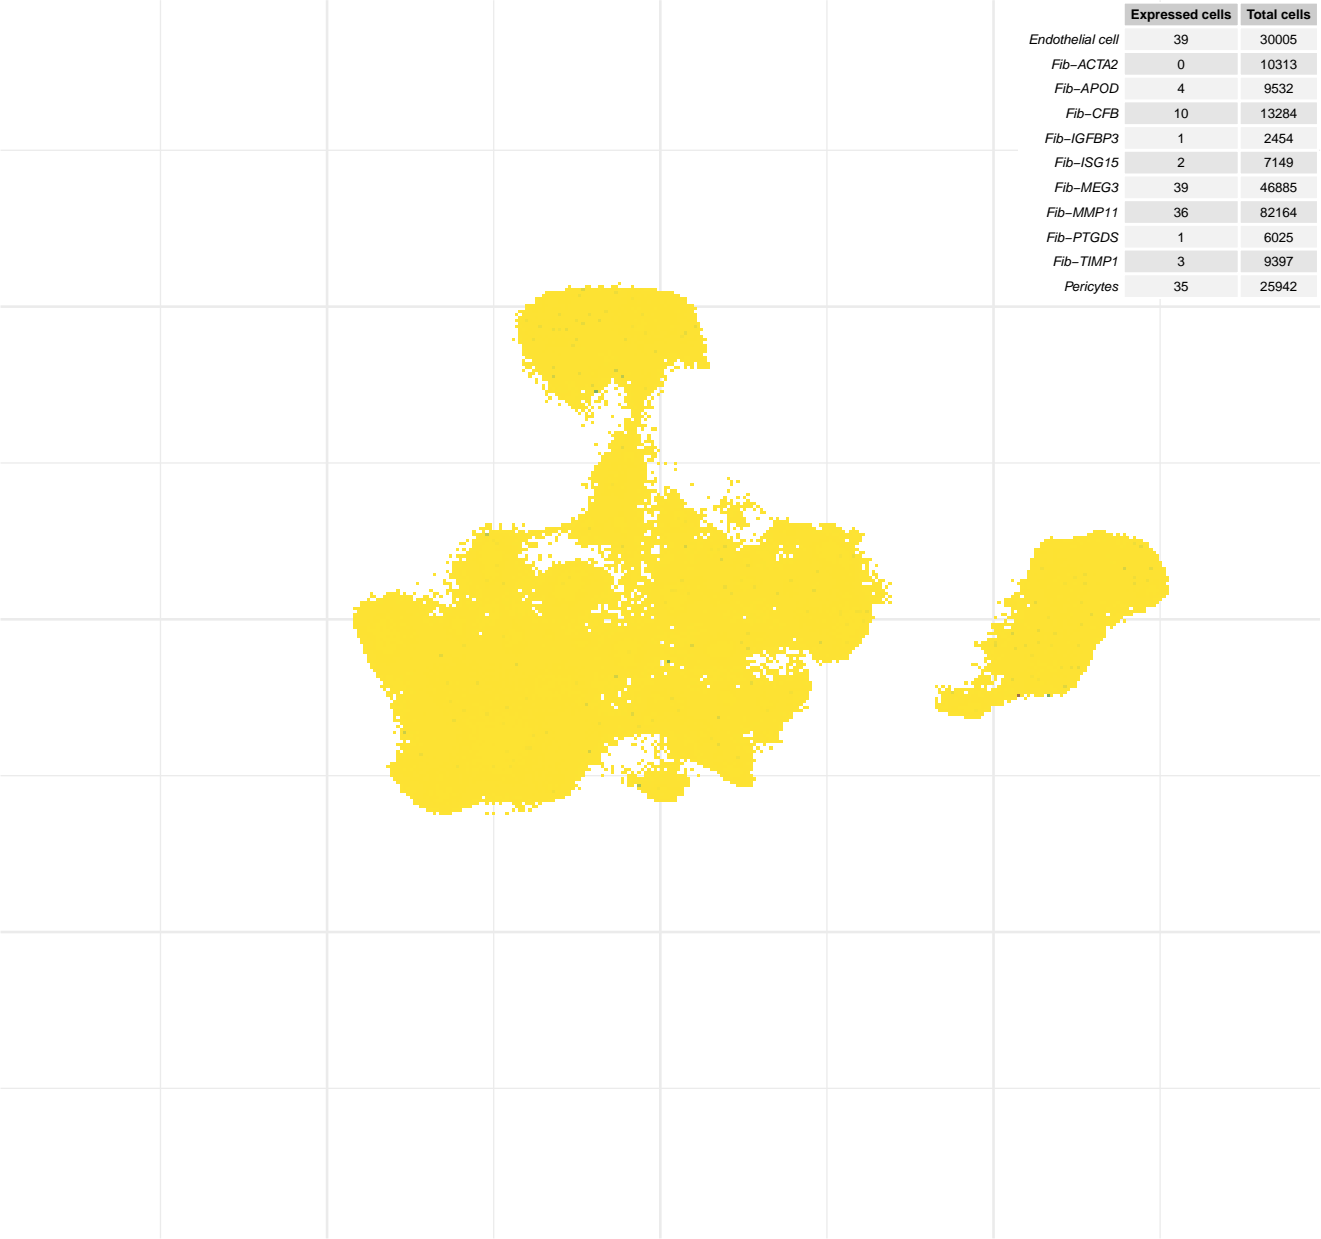 Expressed cells Total cells
Endothelial cell 39 30005
Fib−ACTA2 0 10313
Fib−APOD 4 9532
Fib−CFB 10 13284
Fib−IGFBP3 1 2454
Fib−ISG15 2 7149
Fib−MEG3 39 46885
Fib−MMP11 36 82164
Fib−PTGDS 1 6025
Fib−TIMP1 3 9397
Pericytes 35 25942